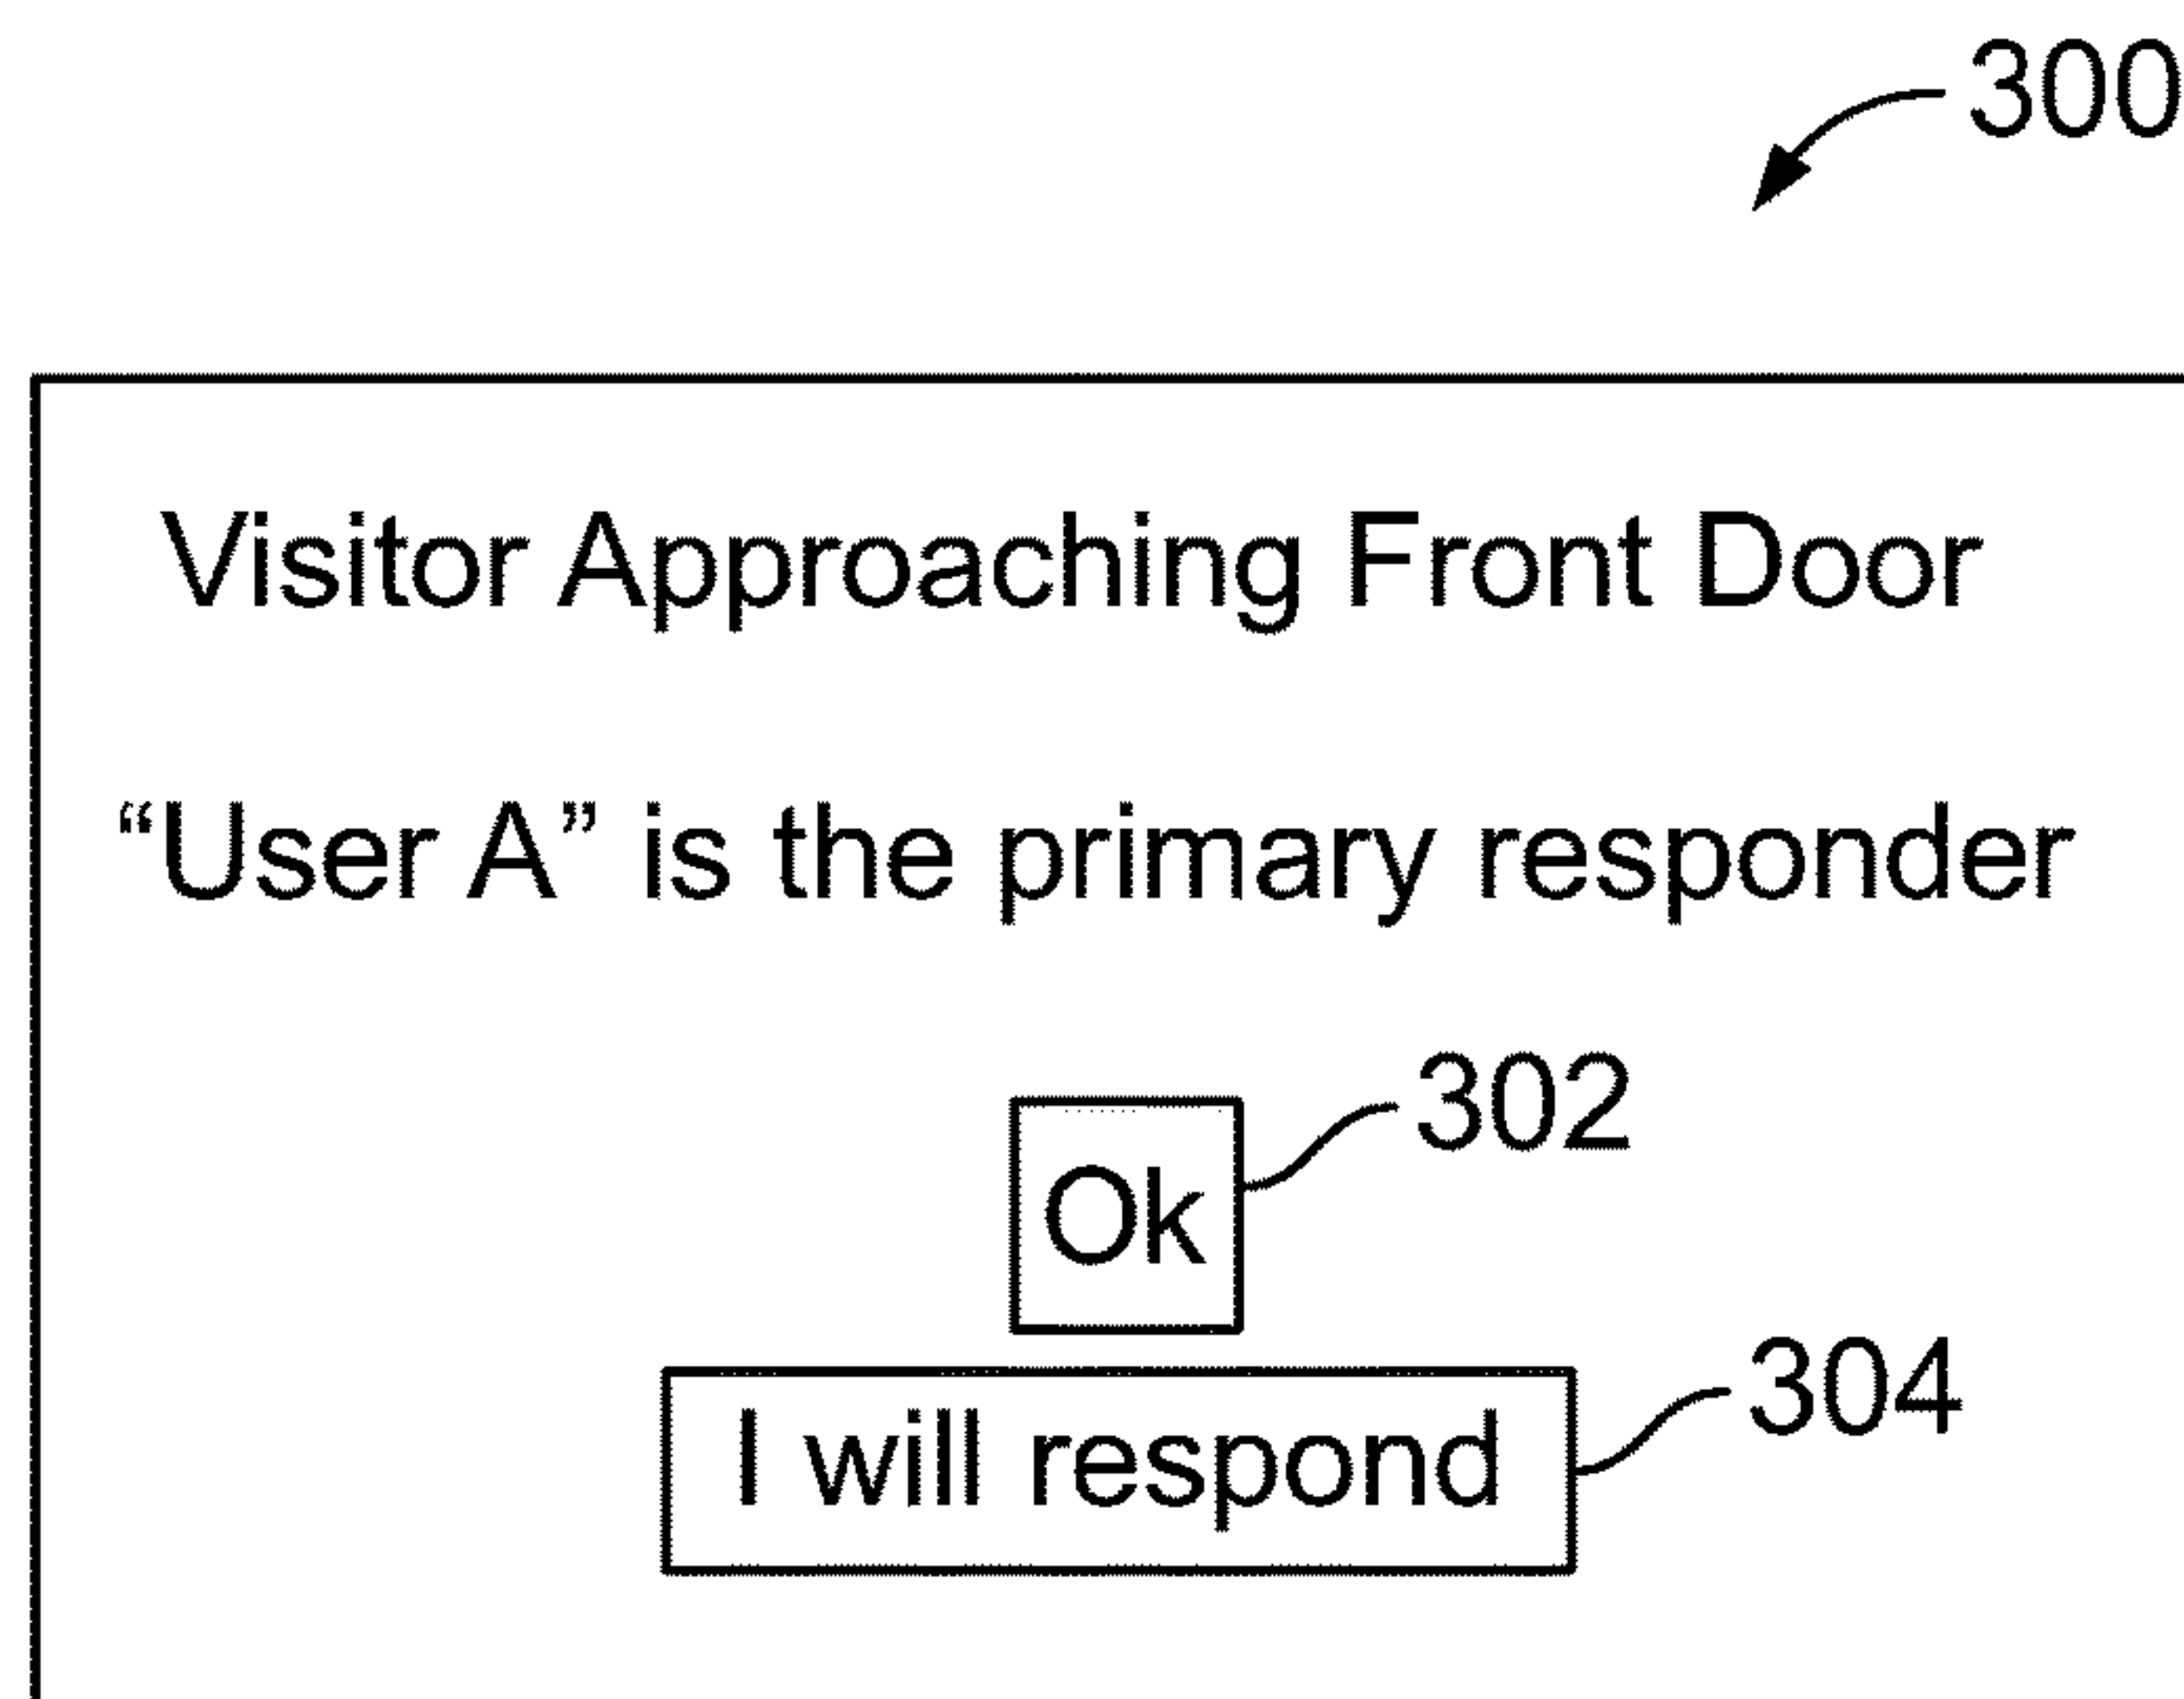 300
Visitor Approaching Front Door
“User A” is the primary responder
302
Ok
304
I will respond